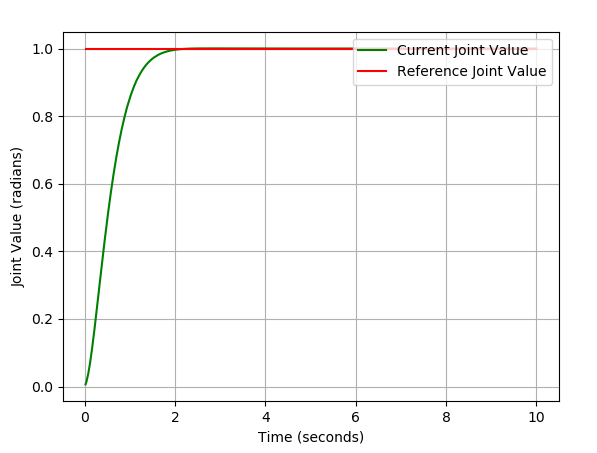 1.0
0.8
0.6
0.4
0.2
0.0
Joint Value (radians)
Current Joint Value
Reference Joint Value
0 2 4 6 8 10
Time (seconds)